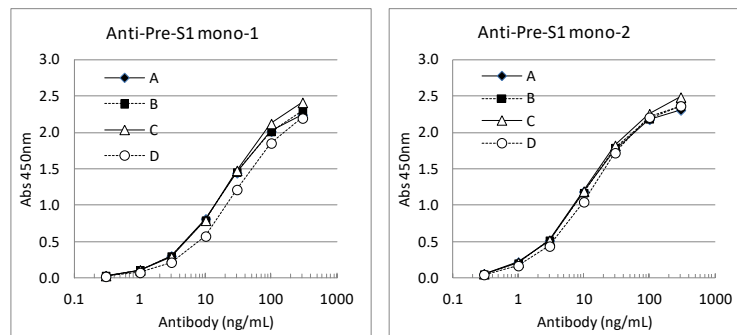 Anti-Pre-S1 mono-1
3.0
2.5
2.0
1.5
1.0
0.5
0.0
Abs 450nm
A
B
C
D
0.1 1 10 100 1000
Antibody (ng/mL)
Anti-Pre-S1 mono-2
3.0
2.5
2.0
1.5
1.0
0.5
0.0
Abs 450nm
A
B
C
D
0.1 1 10 100 1000
Antibody (ng/mL)